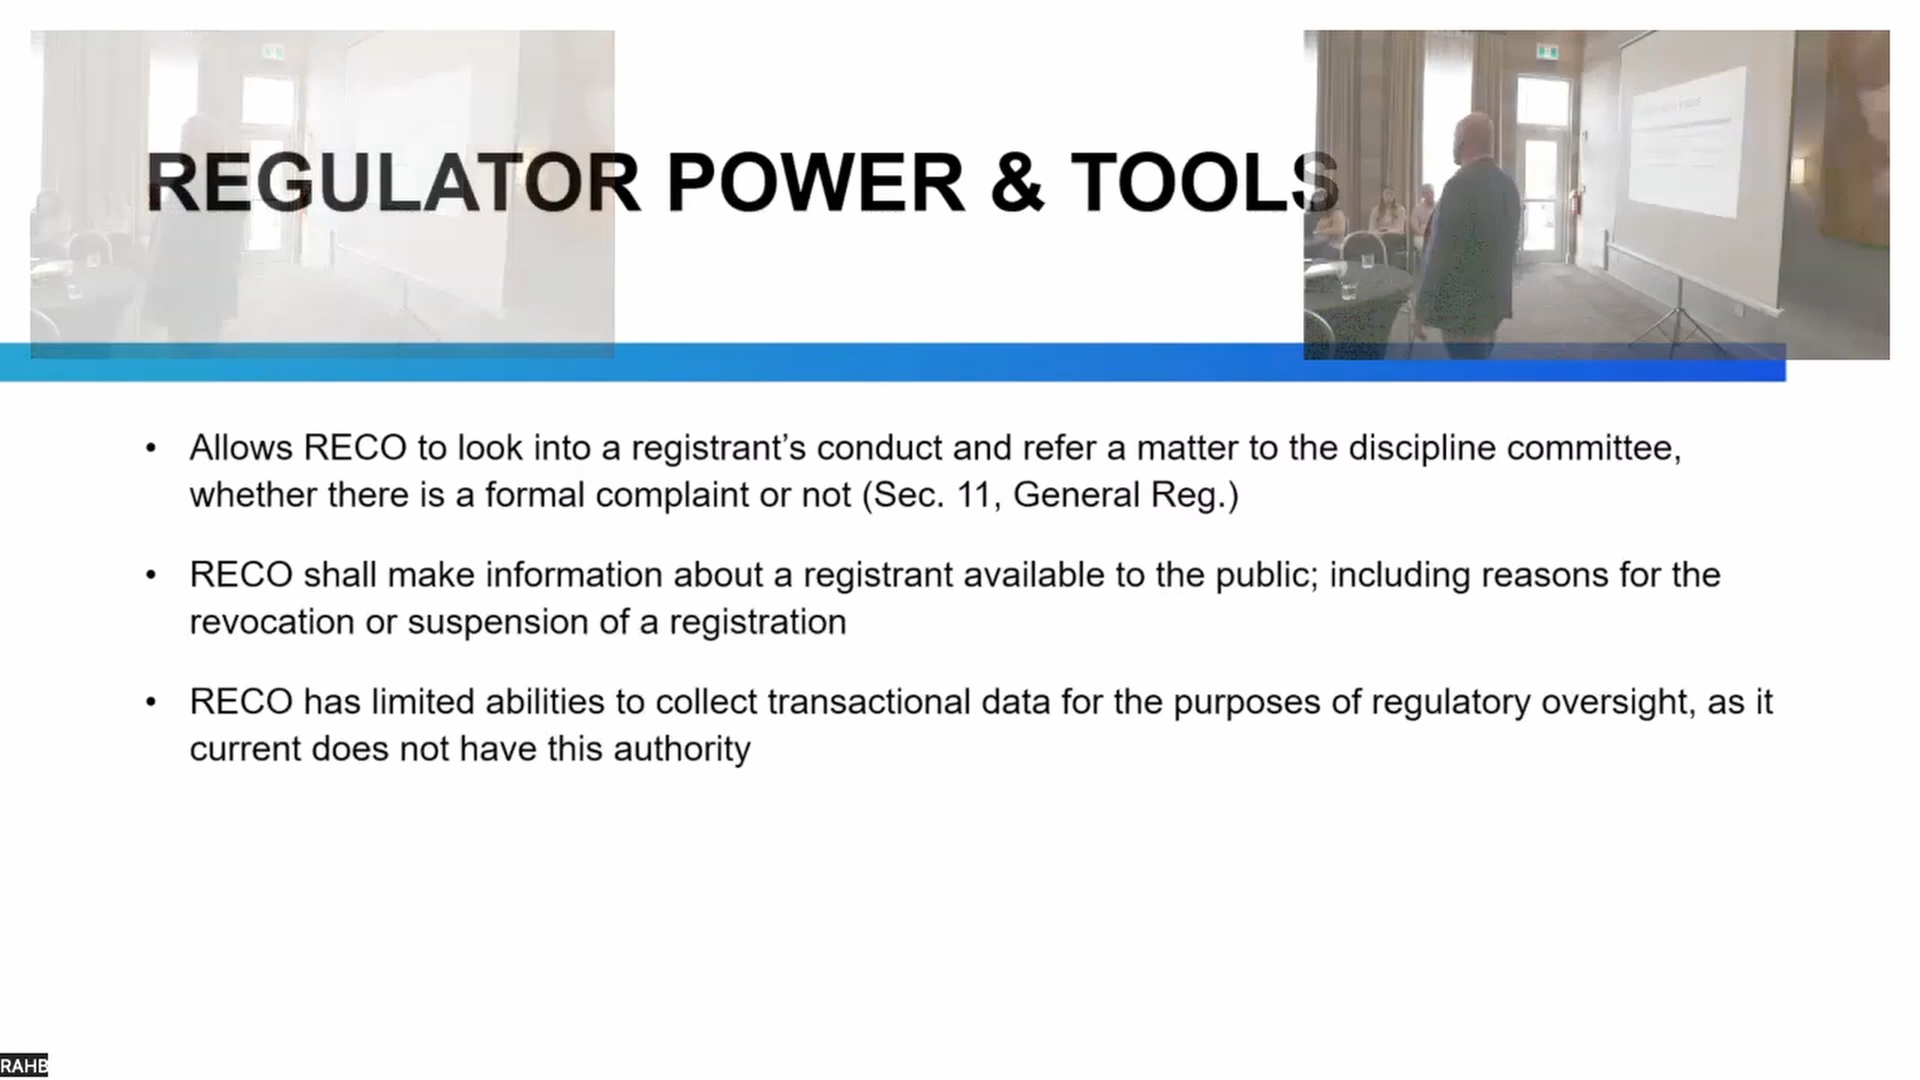 REGULATOR POWER & TOOLS
• Allows RECO to look into a registrant’s conduct and refer a matter to the discipline committee,
whether there is a formal complaint or not (Sec. 11, General Reg.)
• RECO shall make information about a registrant available to the public; including reasons for the
revocation or suspension of a registration
• RECO has limited abilities to collect transactional data for the purposes of regulatory oversight, as it
current does not have this authority
RAHB